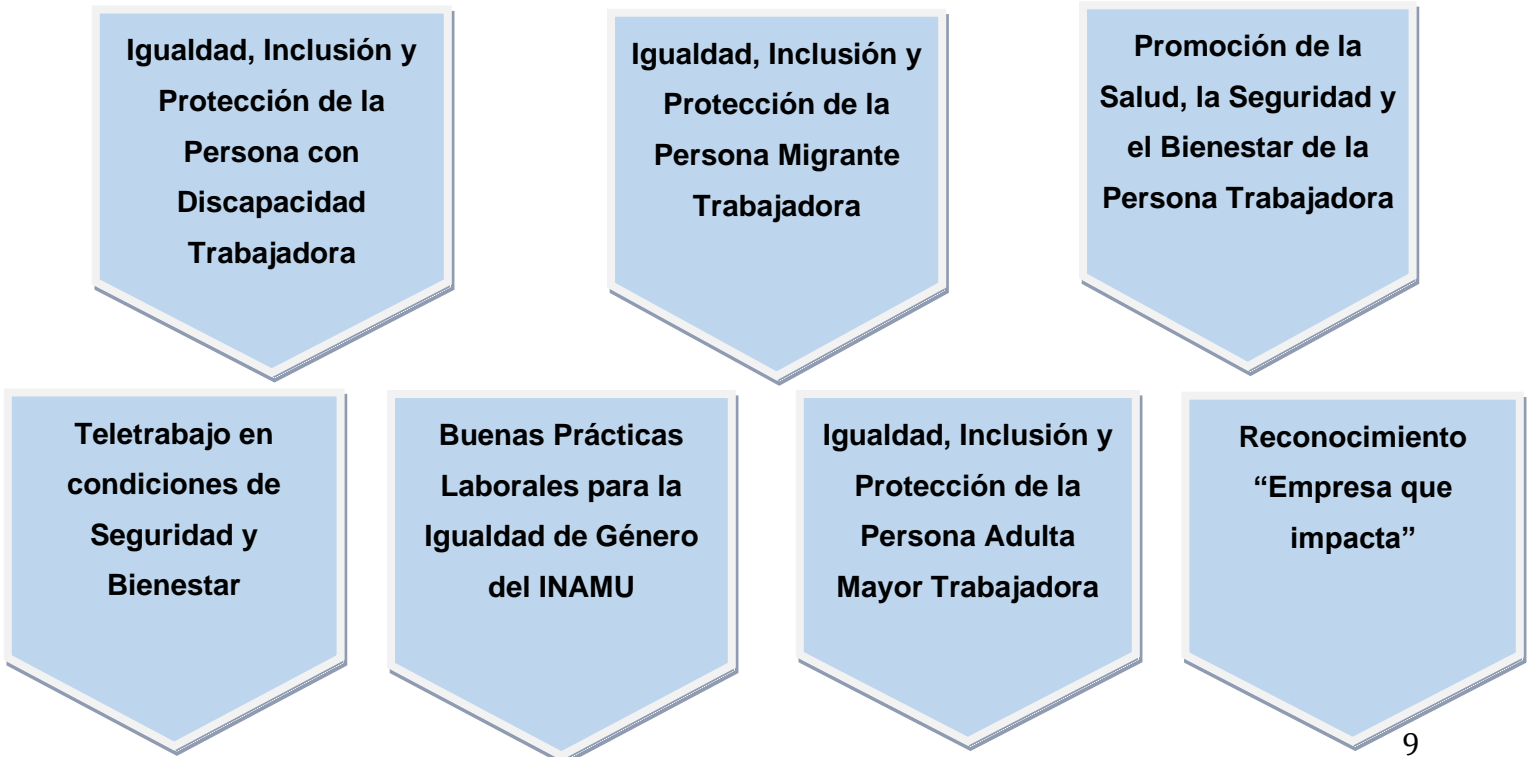 Igualdad, Inclusión y
Protección de la
Persona con
Discapacidad
Trabajadora
Igualdad, Inclusión y
Protección de la
Persona Migrante
Trabajadora
Promoción de la
Salud, la Seguridad y
el Bienestar de la
Persona Trabajadora
Teletrabajo en
condiciones de
Seguridad y
Bienestar
Buenas Prácticas
Laborales para la
Igualdad de Género
del INAMU
Igualdad, Inclusión y
Protección de la
Persona Adulta
Mayor Trabajadora
Reconocimiento
“Empresa que
impacta”
9